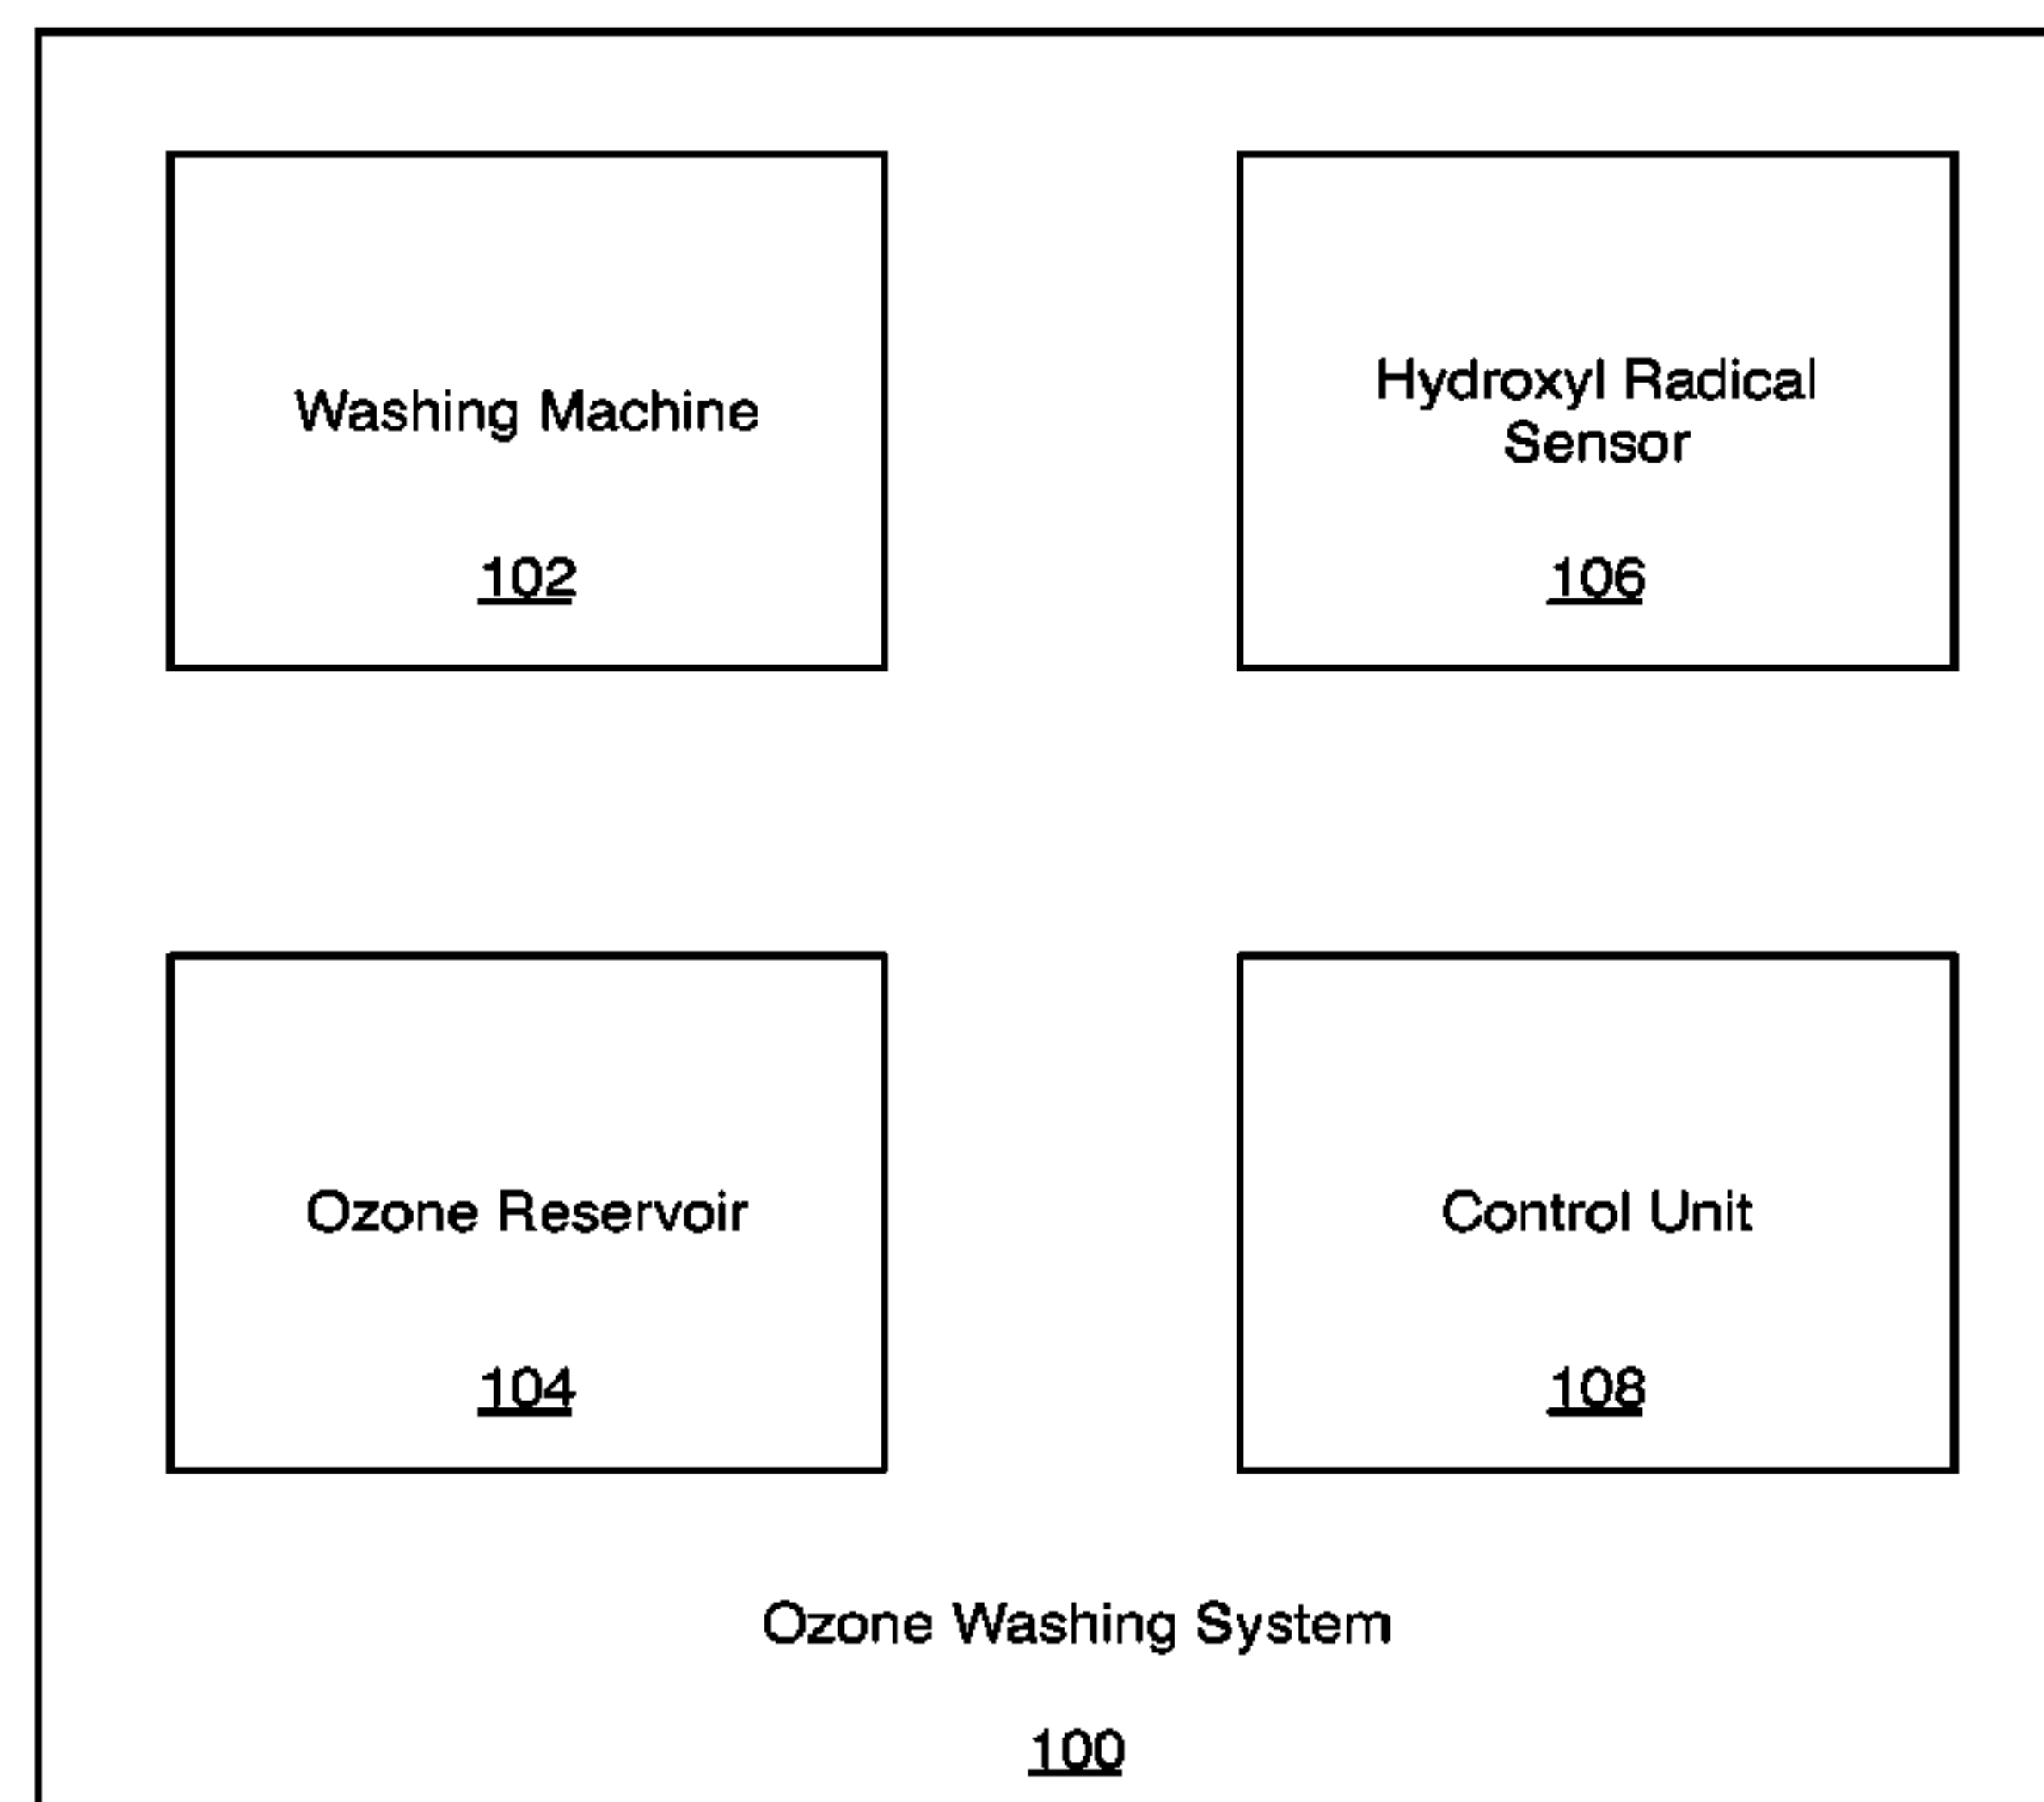 Washing Machine
102
Hydroxyl Radical
Sensor
106
Ozone Reservoir
104
Control Unit
108
Ozone Washing System
100